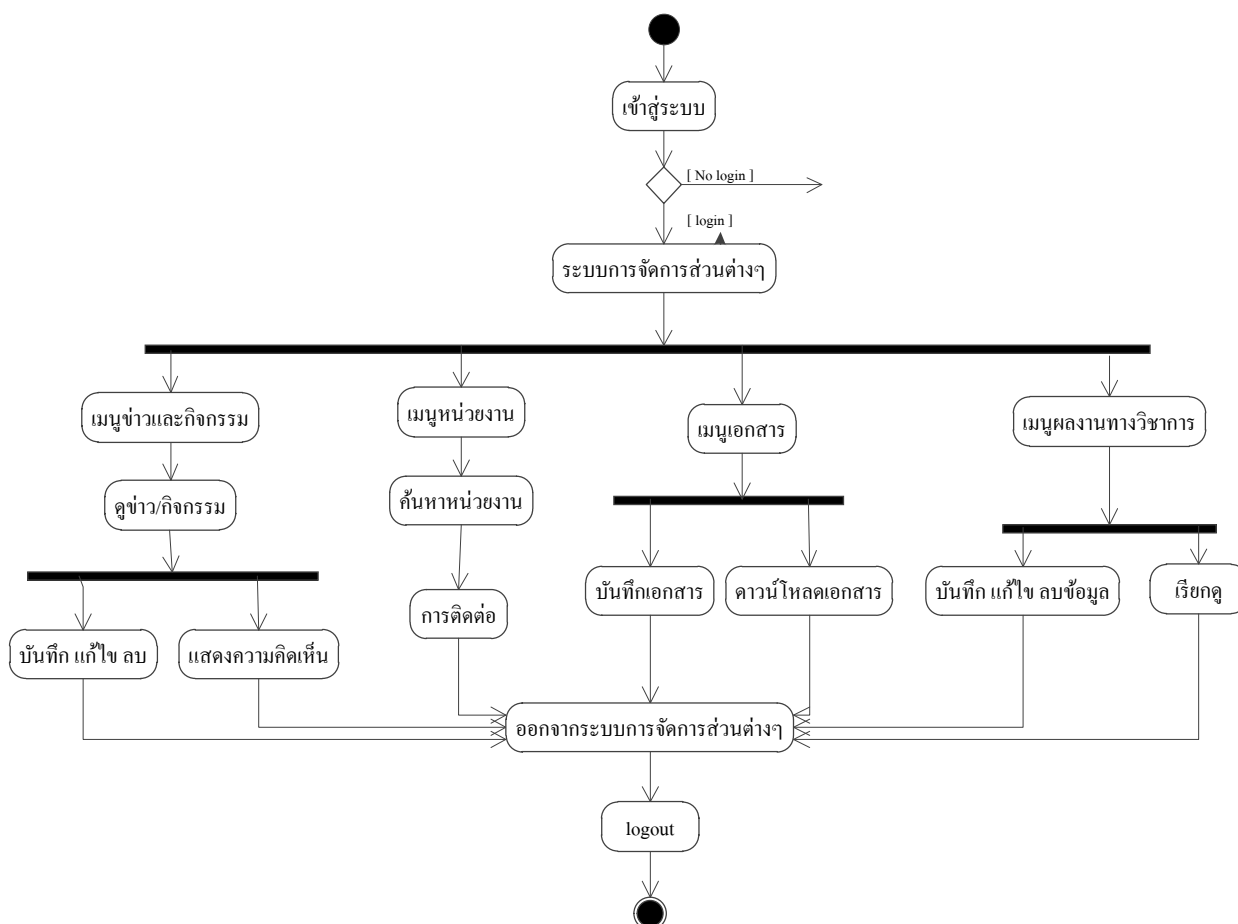 เข้าสู่ระบบ
[ No login ]
[ login ]
ระบบการจัดการส่วนต่างๆ
เมนูข่าวและกิจกรรม
เมนูหน่วยงาน
เมนูเอกสาร
เมนูผลงานทางวิชาการ
ดูข่าว/กิจกรรม
ค้นหาหน่วยงาน
บันทึกเอกสาร
ดาวน์โหลดเอกสาร
บันทึก แก้ไข ลบข้อมูล
เรียกดู
การติดต่อ
บันทึก แก้ไข ลบ
แสดงความคิดเห็น
ออกจากระบบการจัดการส่วนต่างๆ
logout